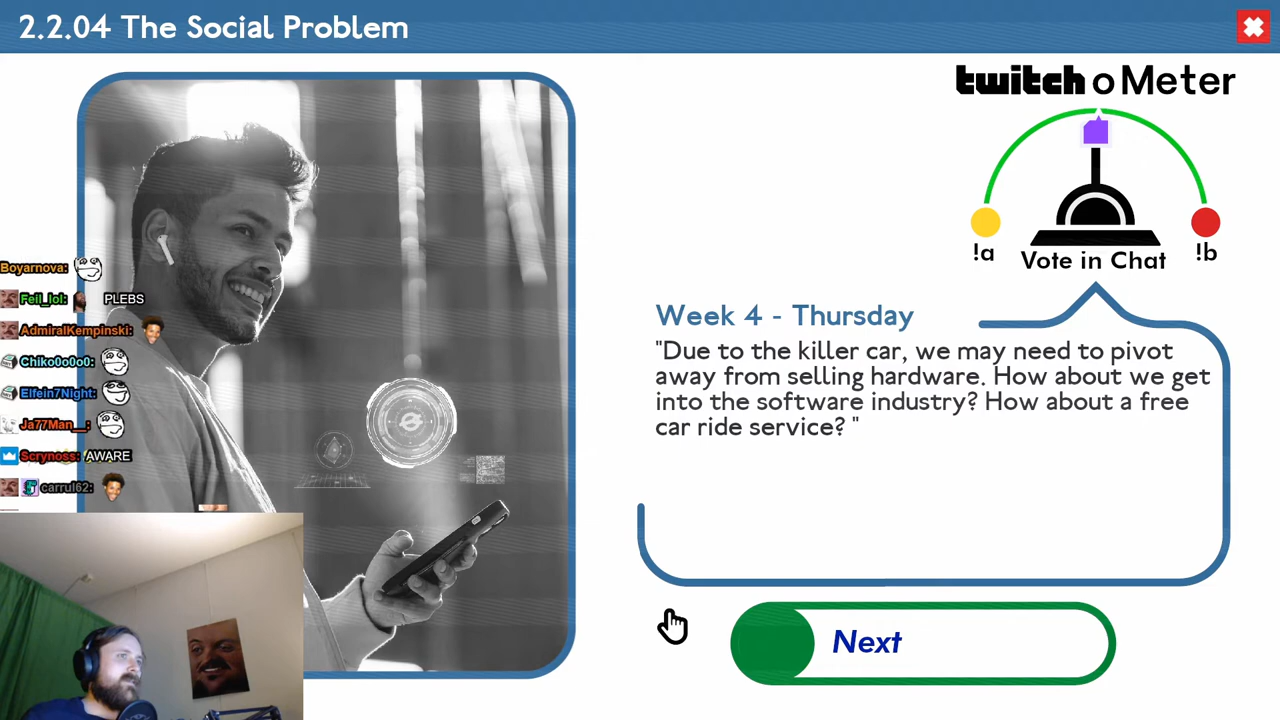 2.2.04 The Social Problem
twitch o Meter
!a
Vote in Chat
!b
Boyarnova:
Feil_lol: PLEBS
AdmiralKempinski:
Chiko0o0o0:
Elfein7Night:
Ja77Man__:
Scrynoss: AWARE
carrul62:
Week 4 - Thursday
"Due to the killer car, we may need to pivot
away from selling hardware. How about we get
into the software industry? How about a free
car ride service? "
Next